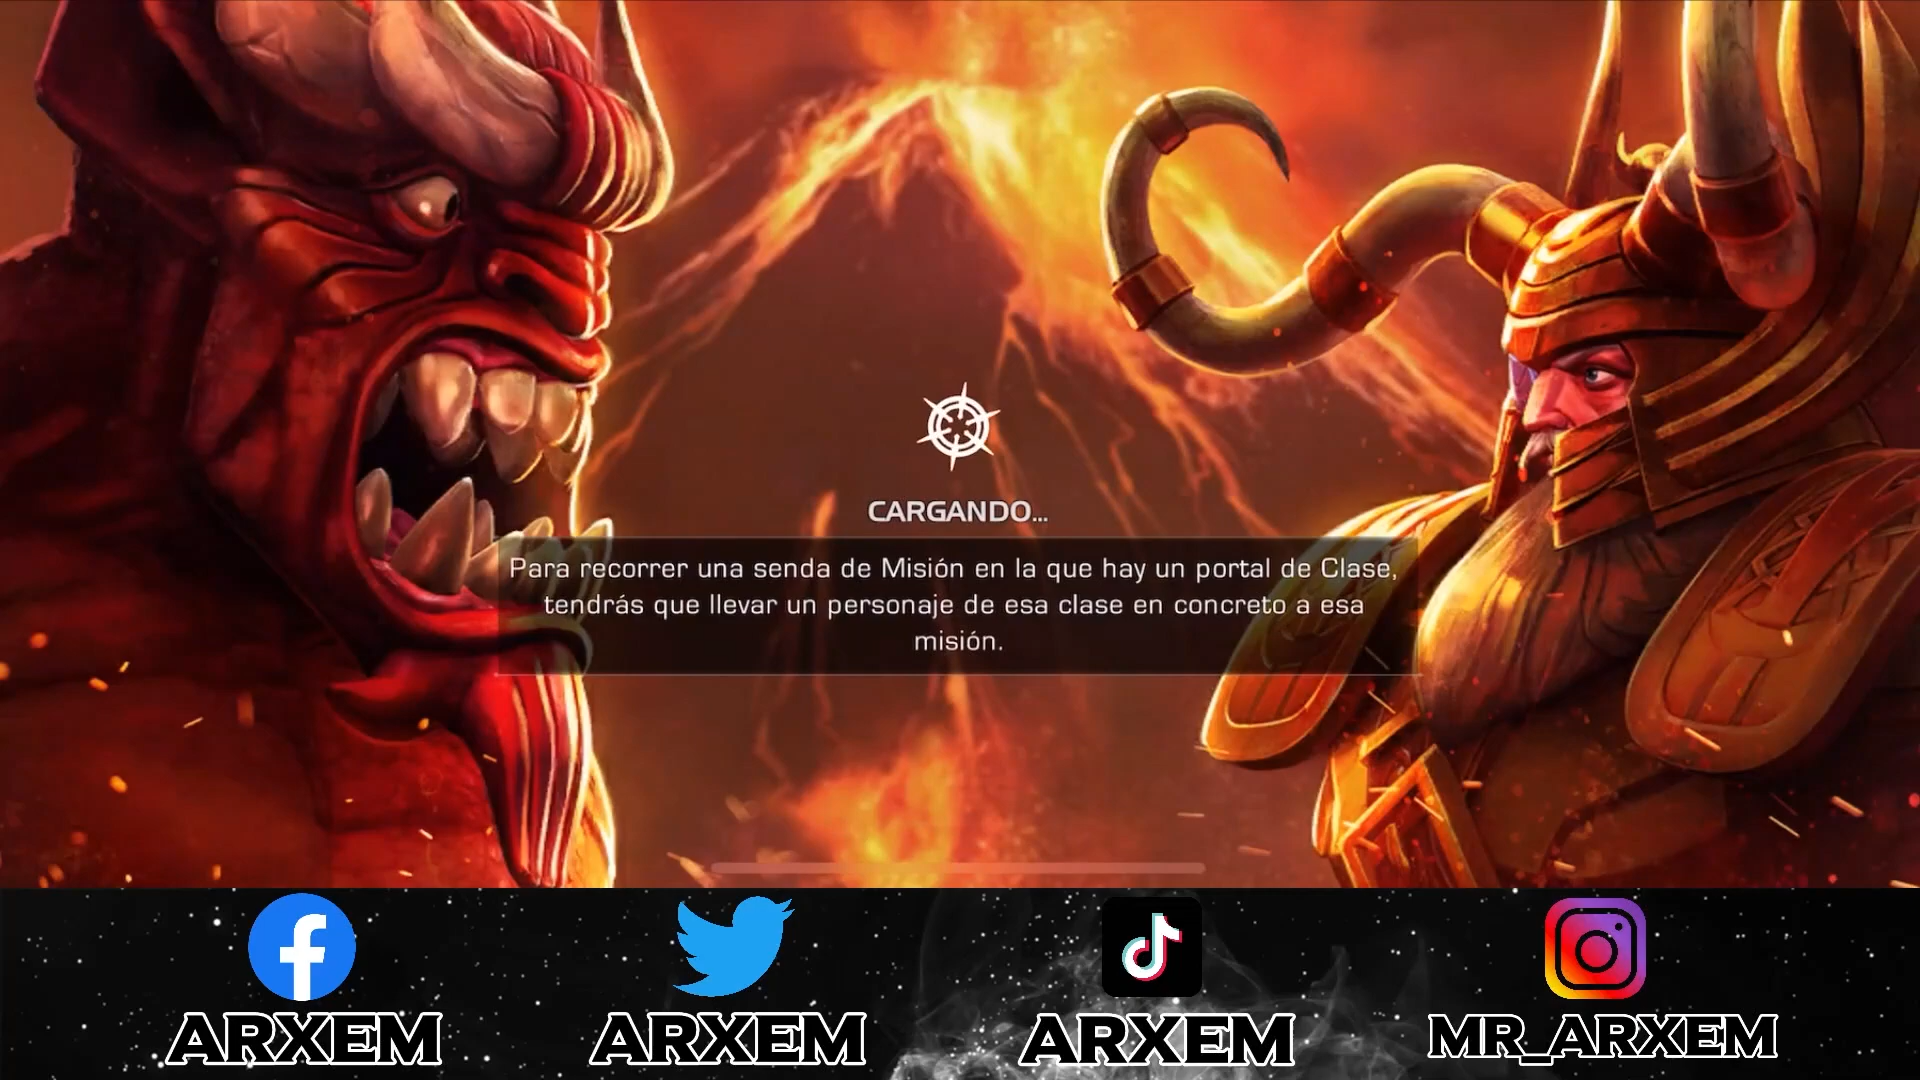 CARGANDO...
Para recorrer una senda de Misión en la que hay un portal de Clase,
tendrás que llevar un personaje de esa clase en concreto a esa
misión.
ARXEM
ARXEM
ARXEM
MR_ARXEM